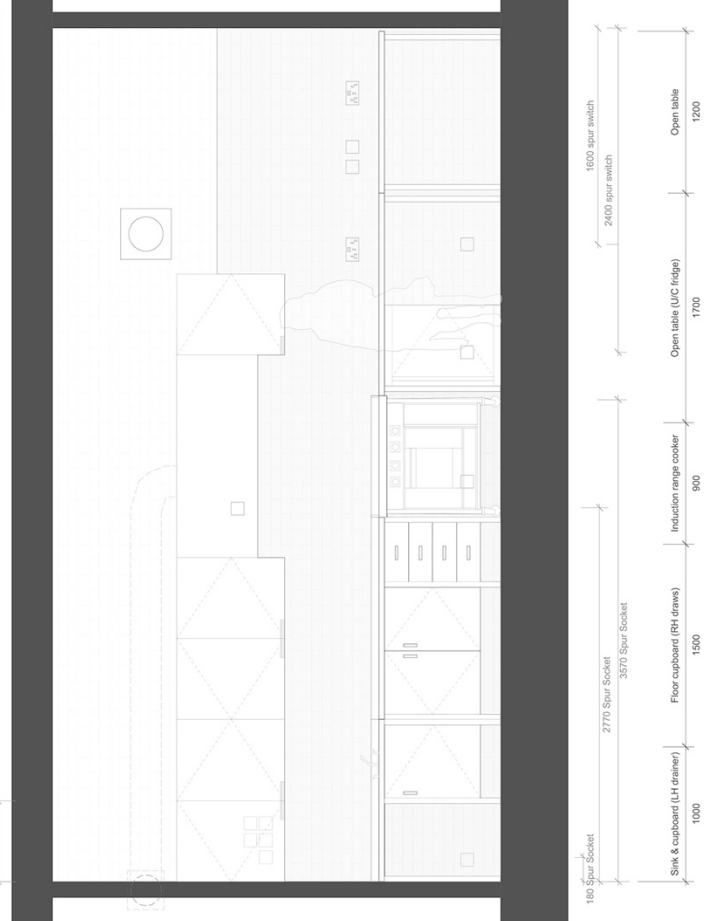 180 Spur Socket
2770 Spur Socket
3570 Spur Socket
1600 spur switch
2400 spur switch
Sink & cupboard (LH drainer)
Floor cupboard (RH draws)
Induction range cooker
Open table (U/C fridge)
Open table
1000
1500
900
1700
1200